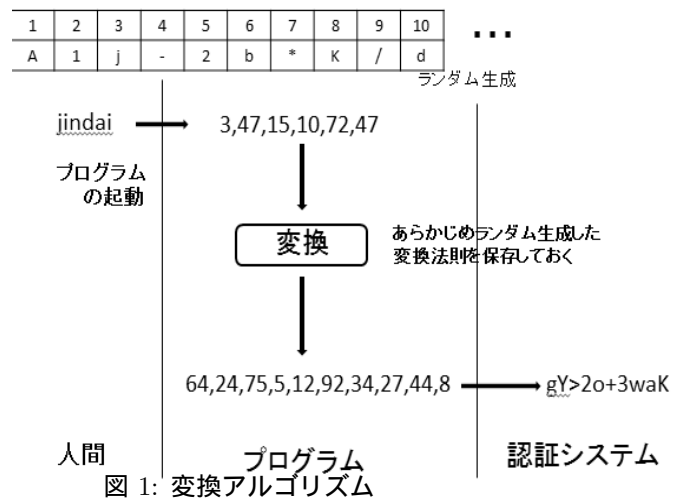 1 2 3 4 5 6 7 8 9 10 ...
A 1 j - 2 b * K / d
ランダム生成
jindai
3,47,15,10,72,47
プログラム
の起動
変換
あらかじめランダム生成した
変換法則を保存しておく
64,24,75,5,12,92,34,27,44,8
gY>2o+3waK
人間
プログラム
認証システム
図 1: 変換アルゴリズム